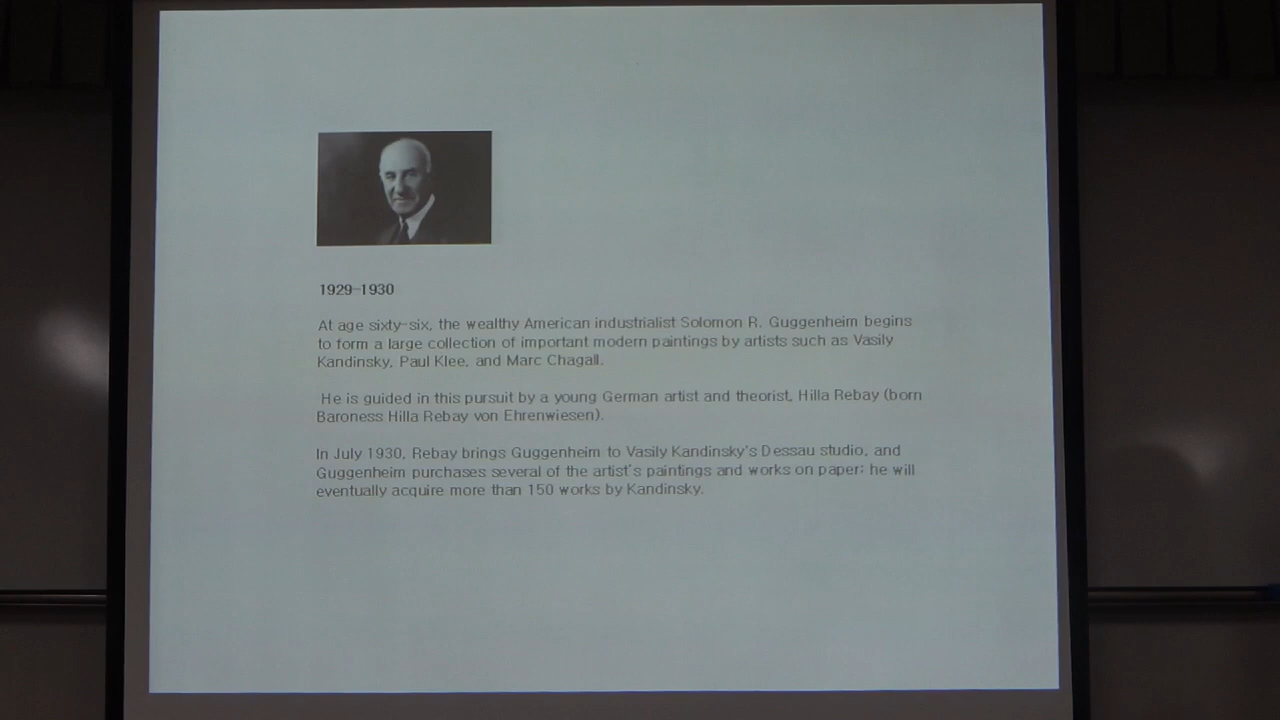 1929-1930
At age sixty-six, the wealthy American industrialist Solomon R. Guggenheim begins
to form a large collection of important modern paintings by artists such as Vasily
Kandinsky, Paul Klee, and Marc Chagall.
He is guided in this pursuit by a young German artist and theorist, Hilla Rebay (born
Baroness Hilla Rebay von Ehrenwiesen).
In July 1930, Rebay brings Guggenheim to Vasily Kandinsky's Dessau studio, and
Guggenheim purchases several of the artist's paintings and works on paper; he will
eventually acquire more than 150 works by Kandinsky.